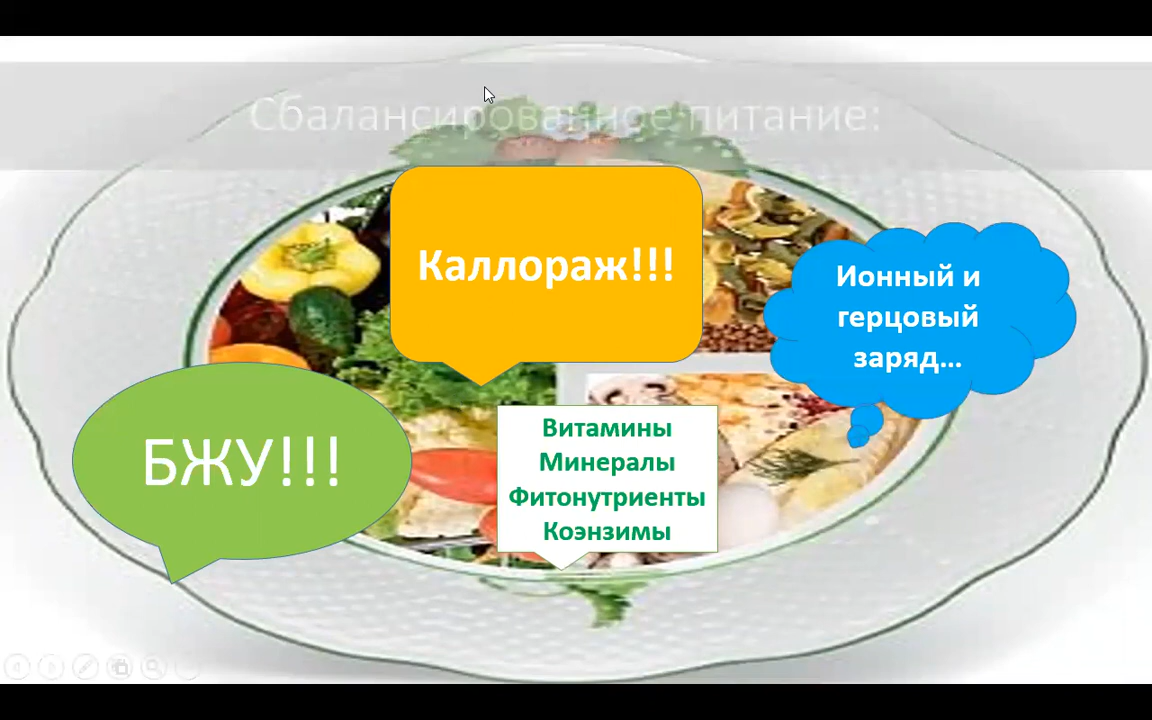 Сбалансированное питание:
Каллораж!!!
Ионный и
герцовый
заряд...
БЖУ!!!
Витамины
Минералы
Фитонутриенты
Коэнзимы